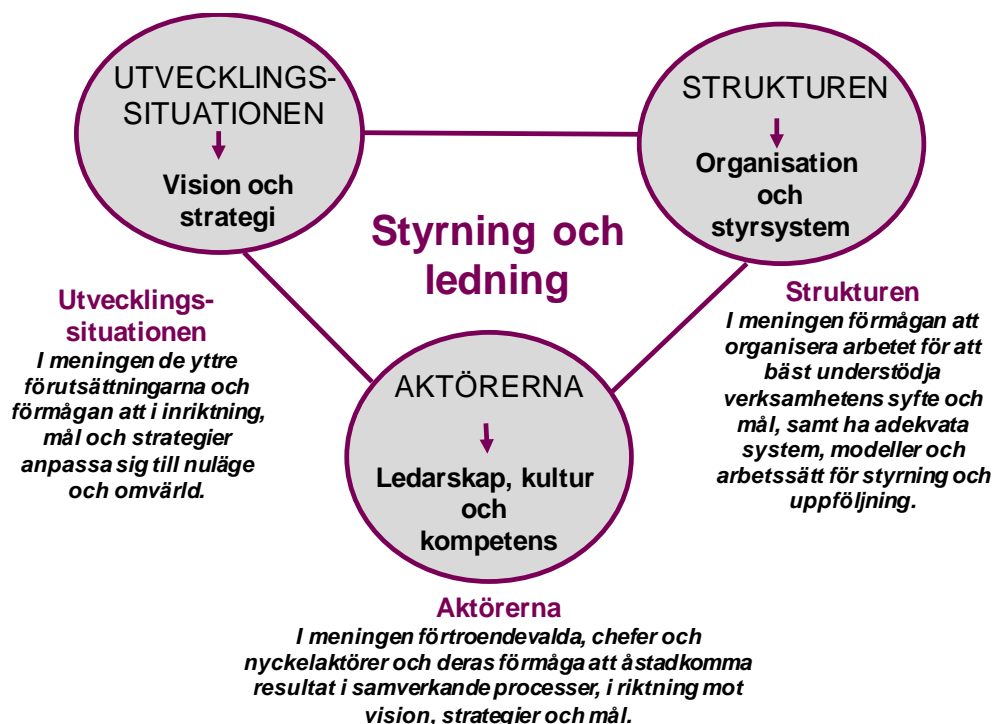 UTVECKLINGS-
SITUATIONEN
Vision och
strategi
STRUKTUREN
Organisation
och
styrsystem
Styrning och
ledning
Utvecklings-
situationen
I meningen de yttre
förutsättningarna och
förmågan att i inriktning,
mål och strategier
anpassa sig till nuläge
och omvärld.
Strukturen
I meningen förmågan att
organisera arbetet för att
bäst understödja
verksamhetens syfte och
mål, samt ha adekvata
system, modeller och
arbetssätt för styrning och
uppföljning.
AKTÖRERNA
Ledarskap, kultur
och
kompetens
Aktörerna
I meningen förtroendevalda, chefer och
nyckelaktörer och deras förmåga att åstadkomma
resultat i samverkande processer, i riktning mot
vision, strategier och mål.